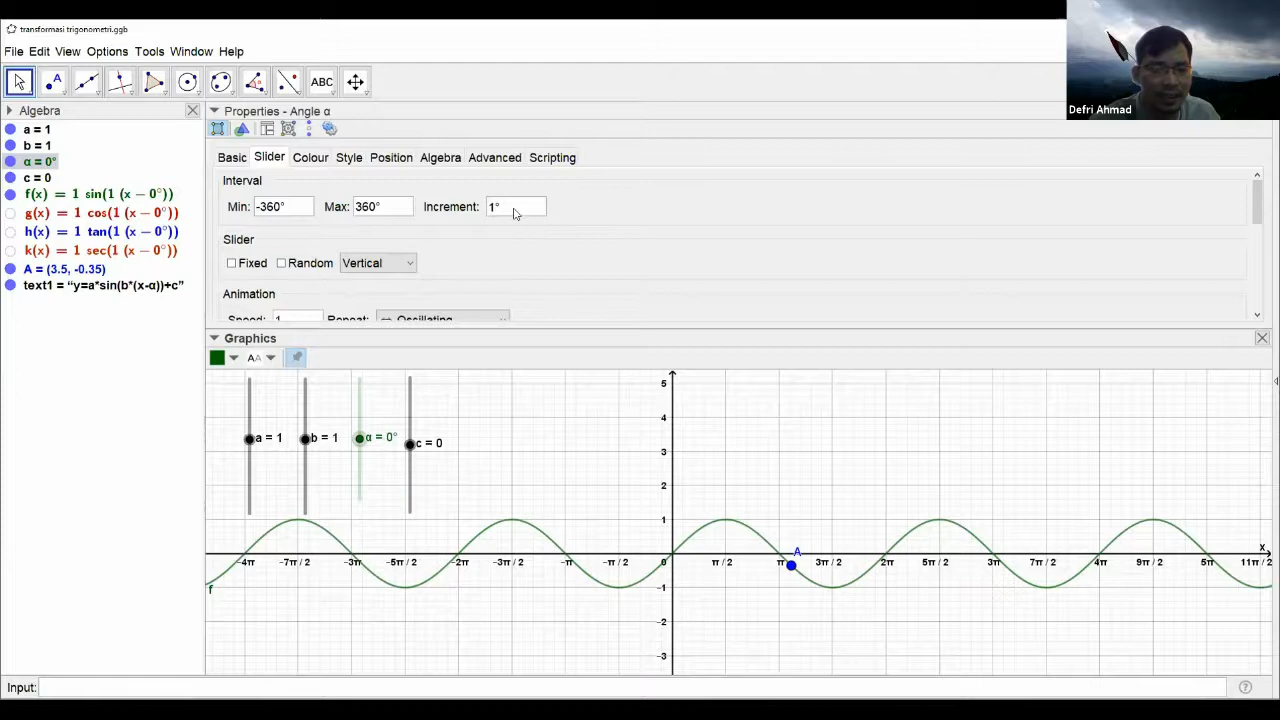 transformasi trigonometri.ggb
File Edit View Options Tools Window Help
A ABC
Defri Ahmad
Algebra
Properties - Angle α
a = 1
b = 1
α = 0°
c = 0
f(x) = 1 sin(1 (x − 0°))
g(x) = 1 cos(1 (x − 0°))
h(x) = 1 tan(1 (x − 0°))
k(x) = 1 sec(1 (x − 0°))
A = (3.5, -0.35)
text1 = “y=a*sin(b*(x-α))+c”
Basic Slider Colour Style Position Algebra Advanced Scripting
Interval
Min: -360° Max: 360° Increment: 1°
Slider
Fixed Random Vertical
Animation
Speed: 1 Repeat: ⇔ Oscillating
Graphics
AA
a = 1 b = 1 α = 0° c = 0
5
4
3
2
1
A
x
−4π −7π / 2 −3π −5π / 2 −2π −3π / 2 −π −π / 2 0 π / 2 π 3π / 2 2π 5π / 2 3π 7π / 2 4π 9π / 2 5π 11π / 2
f
−1
−2
−3
Input: